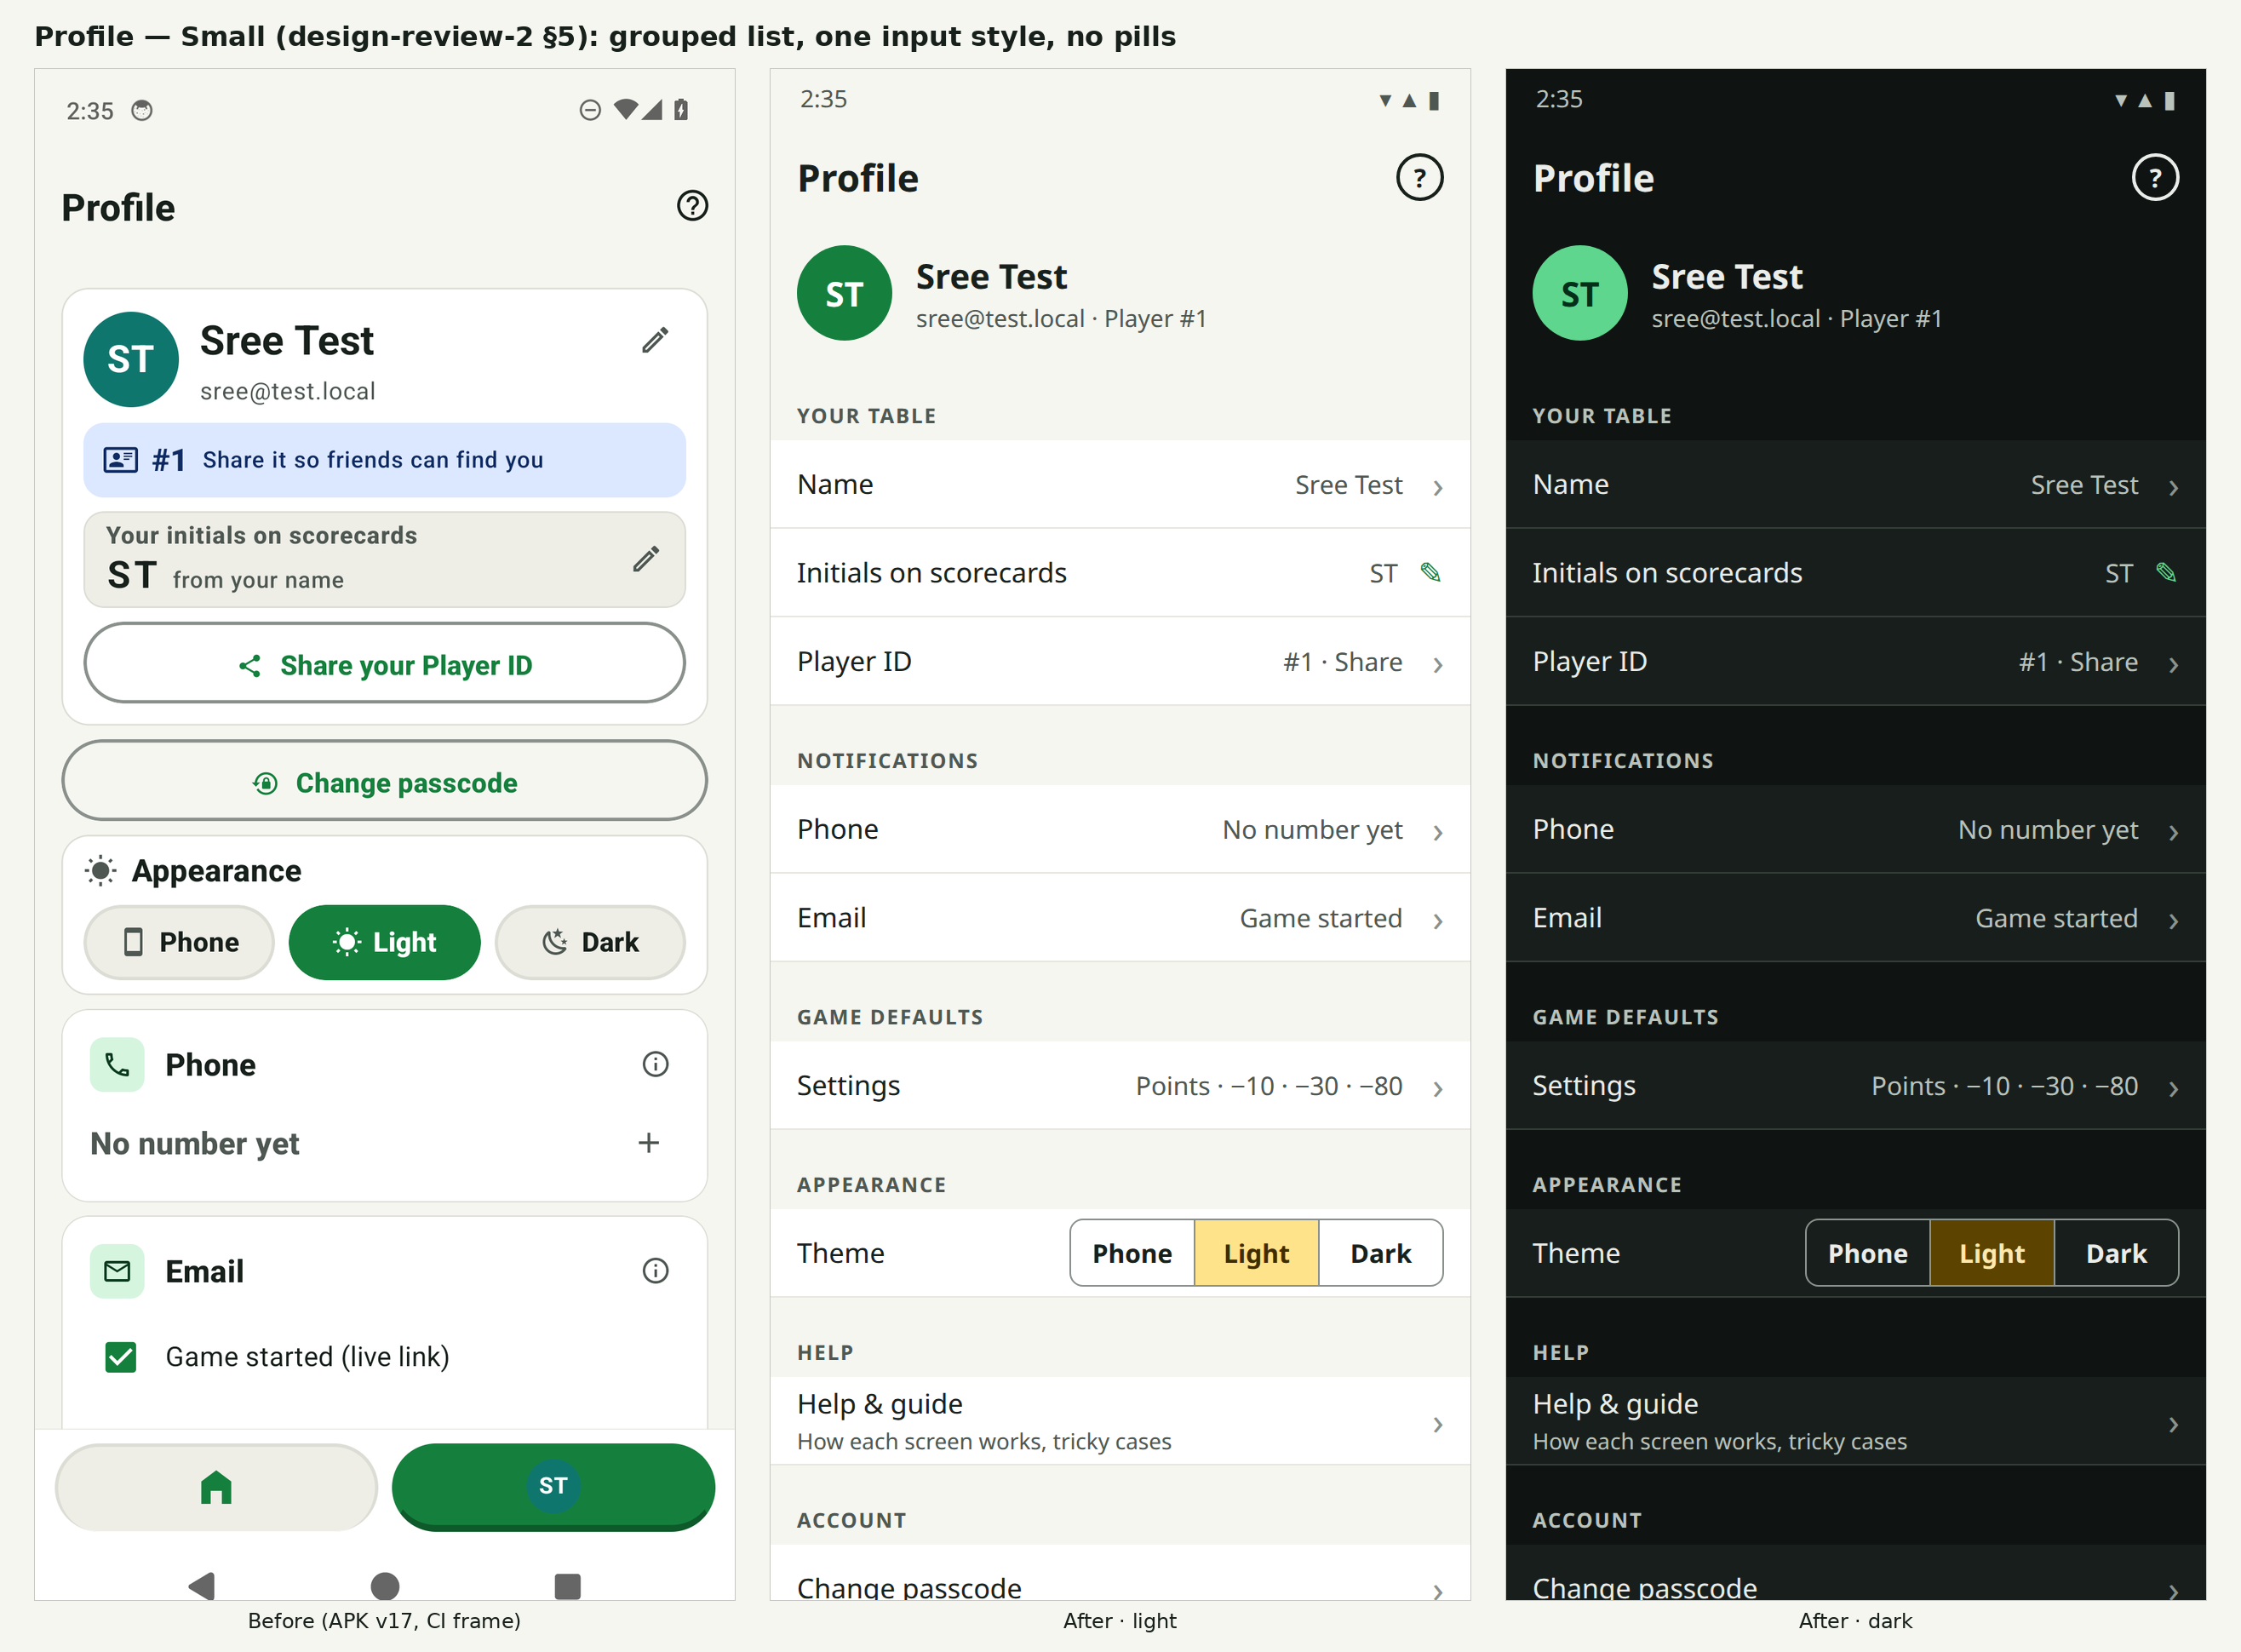 Profile — Small (design-review-2 §5): grouped list, one input style, no pills
2:35
Profile
ST
Sree Test
sree@test.local
#1 Share it so friends can find you
Your initials on scorecards
ST from your name
Share your Player ID
Change passcode
Appearance
Phone Light Dark
Phone
No number yet
Email
Game started (live link)
ST
Before (APK v17, CI frame)
2:35
Profile ?
ST
Sree Test
sree@test.local · Player #1
YOUR TABLE
Name Sree Test ›
Initials on scorecards ST ✎
Player ID #1 · Share ›
NOTIFICATIONS
Phone No number yet ›
Email Game started ›
GAME DEFAULTS
Settings Points · −10 · −30 · −80 ›
APPEARANCE
Theme Phone Light Dark
HELP
Help & guide ›
How each screen works, tricky cases
ACCOUNT
Change passcode ›
After · light
2:35
Profile ?
ST
Sree Test
sree@test.local · Player #1
YOUR TABLE
Name Sree Test ›
Initials on scorecards ST ✎
Player ID #1 · Share ›
NOTIFICATIONS
Phone No number yet ›
Email Game started ›
GAME DEFAULTS
Settings Points · −10 · −30 · −80 ›
APPEARANCE
Theme Phone Light Dark
HELP
Help & guide ›
How each screen works, tricky cases
ACCOUNT
Change passcode ›
After · dark